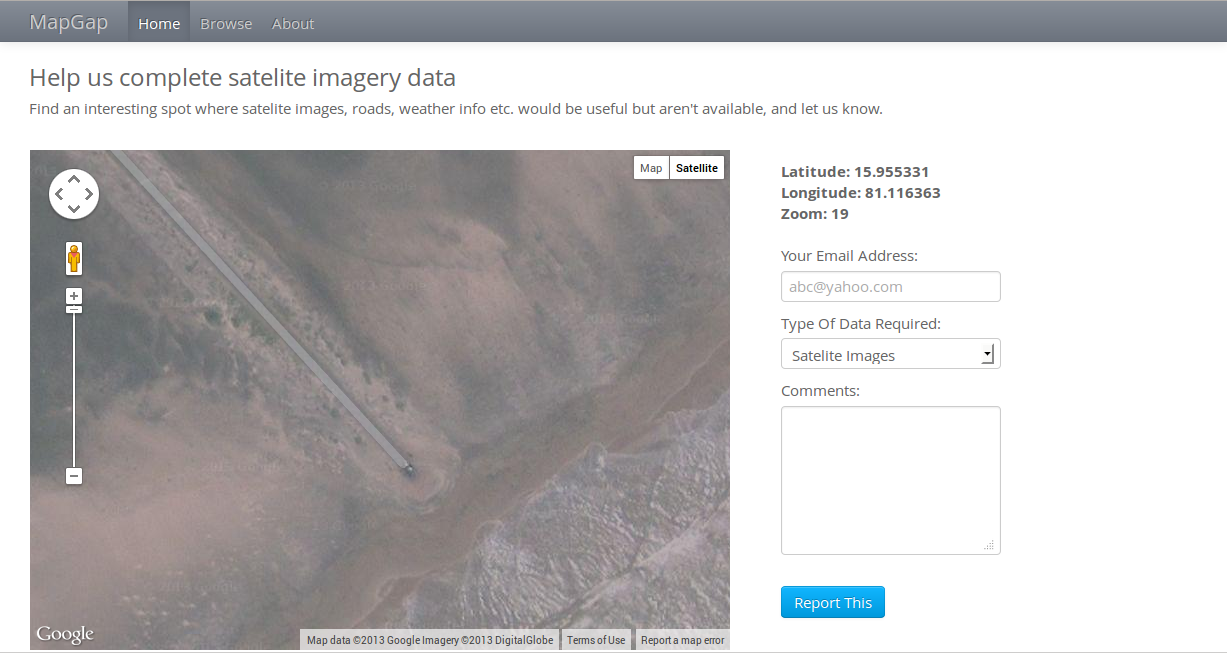 MapGap Home Browse About
Help us complete satelite imagery data
Find an interesting spot where satelite images, roads, weather info etc. would be useful but aren't available, and let us know.
Map Satellite
© 2013 Google
Latitude: 15.955331
Longitude: 81.116363
Zoom: 19
Your Email Address:
abc@yahoo.com
Type Of Data Required:
Satelite Images
Comments:
Report This
Google
Map data ©2013 Google Imagery ©2013 DigitalGlobe Terms of Use Report a map error